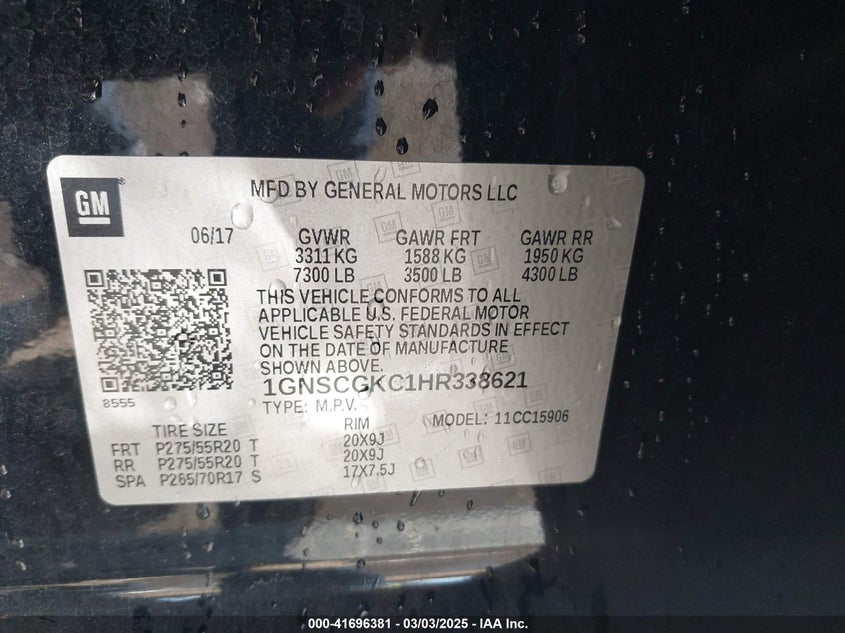 GM
MFD BY GENERAL MOTORS LLC
06/17 GVWR GAWR FRT GAWR RR
3311 KG 1588 KG 1950 KG
7300 LB 3500 LB 4300 LB
THIS VEHICLE CONFORMS TO ALL
APPLICABLE U.S. FEDERAL MOTOR
VEHICLE SAFETY STANDARDS IN EFFECT
ON THE DATE OF MANUFACTURE
SHOWN ABOVE.
1GNSCGKC1HR338621
8555
TYPE: M.P.V. MODEL: 11CC15906
TIRE SIZE RIM
FRT P275/55R20 T 20X9J
RR P275/55R20 T 20X9J
SPA P265/70R17 S 17X7.5J
000-41696381 - 03/03/2025 - IAA Inc.